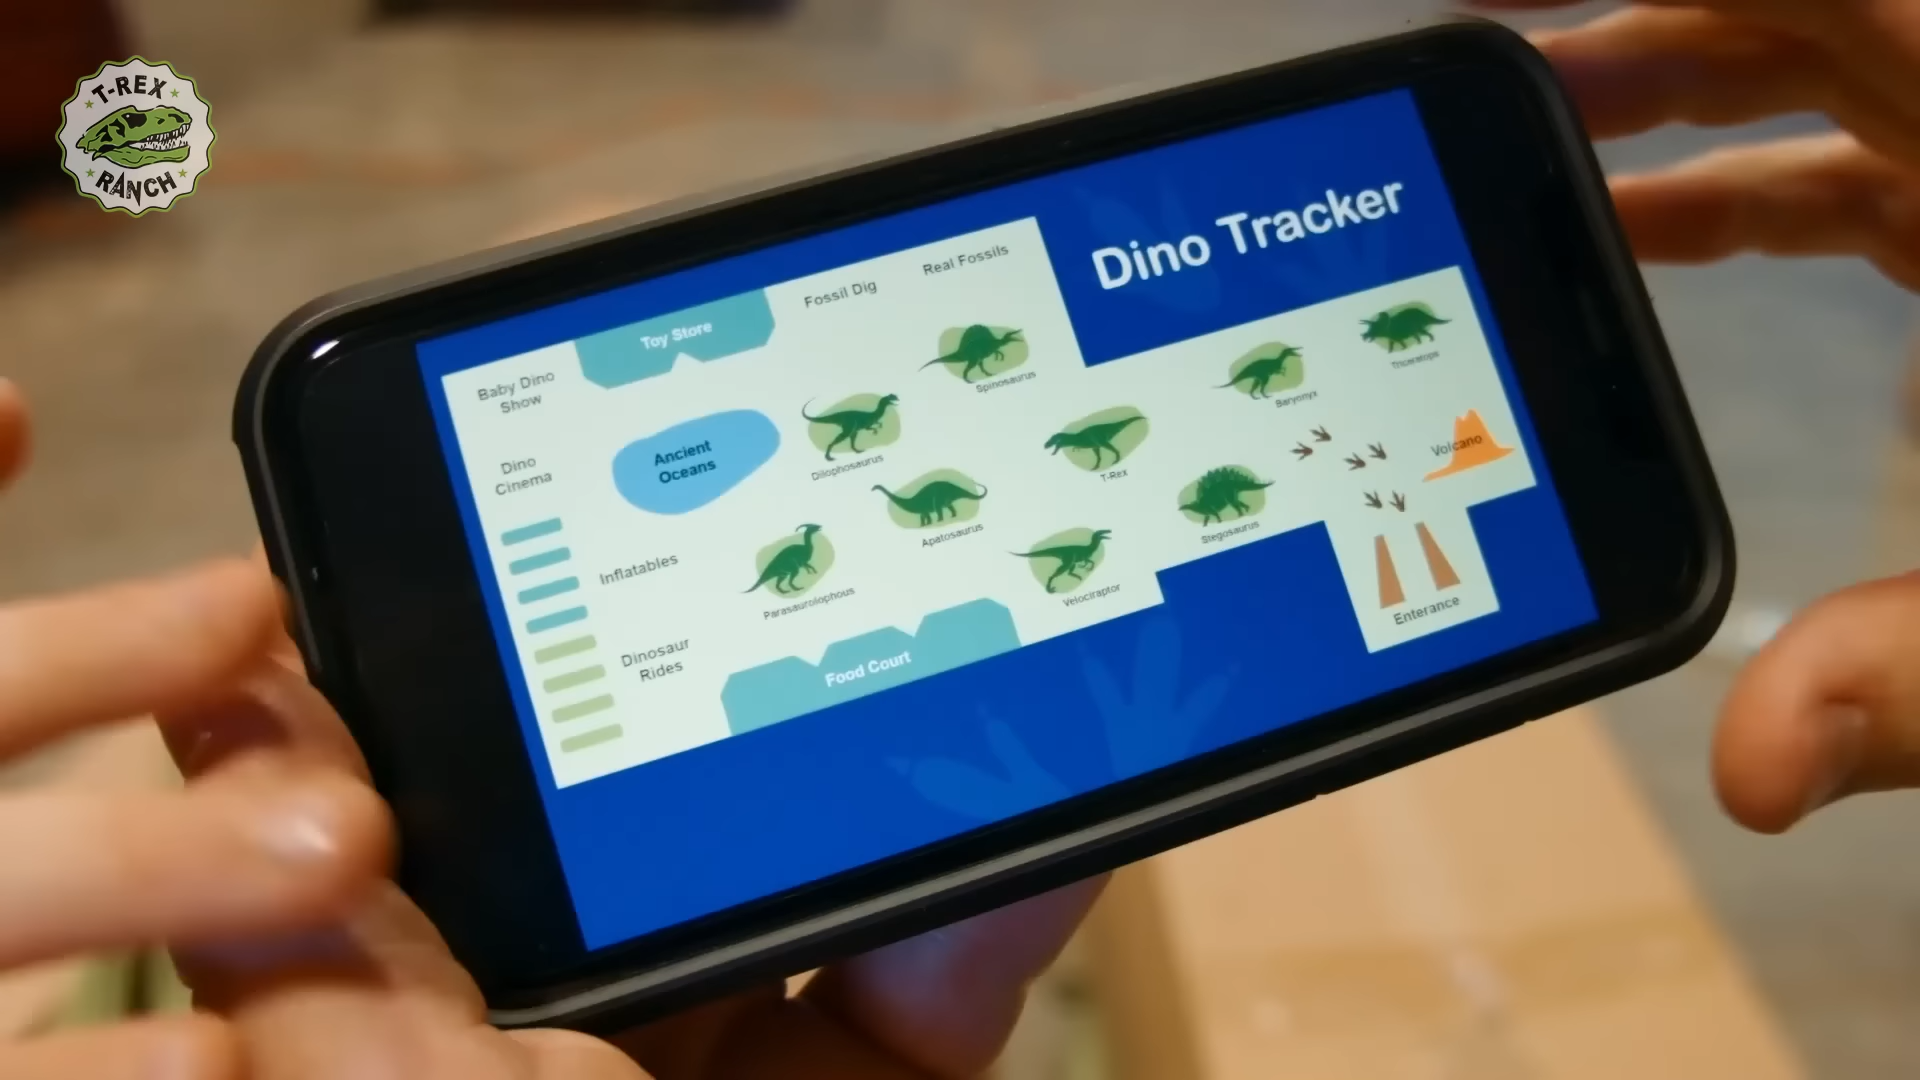 T-REX
RANCH
Dino Tracker
Real Fossils
Fossil Dig
Toy Store
Baby Dino
Show
Spinosaurus
Baryonyx
Triceratops
Ancient
Oceans
Dilophosaurus
T-Rex
Volcano
Dino
Cinema
Apatosaurus
Stegosaurus
Inflatables
Parasaurolophous
Velociraptor
Enterance
Dinosaur
Rides
Food Court